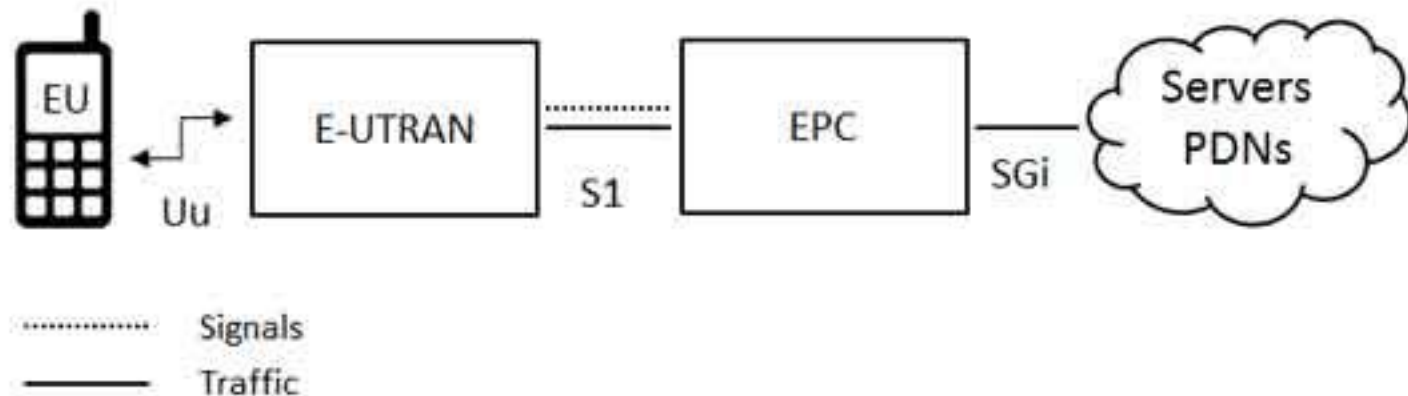 EU
E-UTRAN
EPC
Servers
PDNs
Uu
S1
SGi
Signals
Traffic